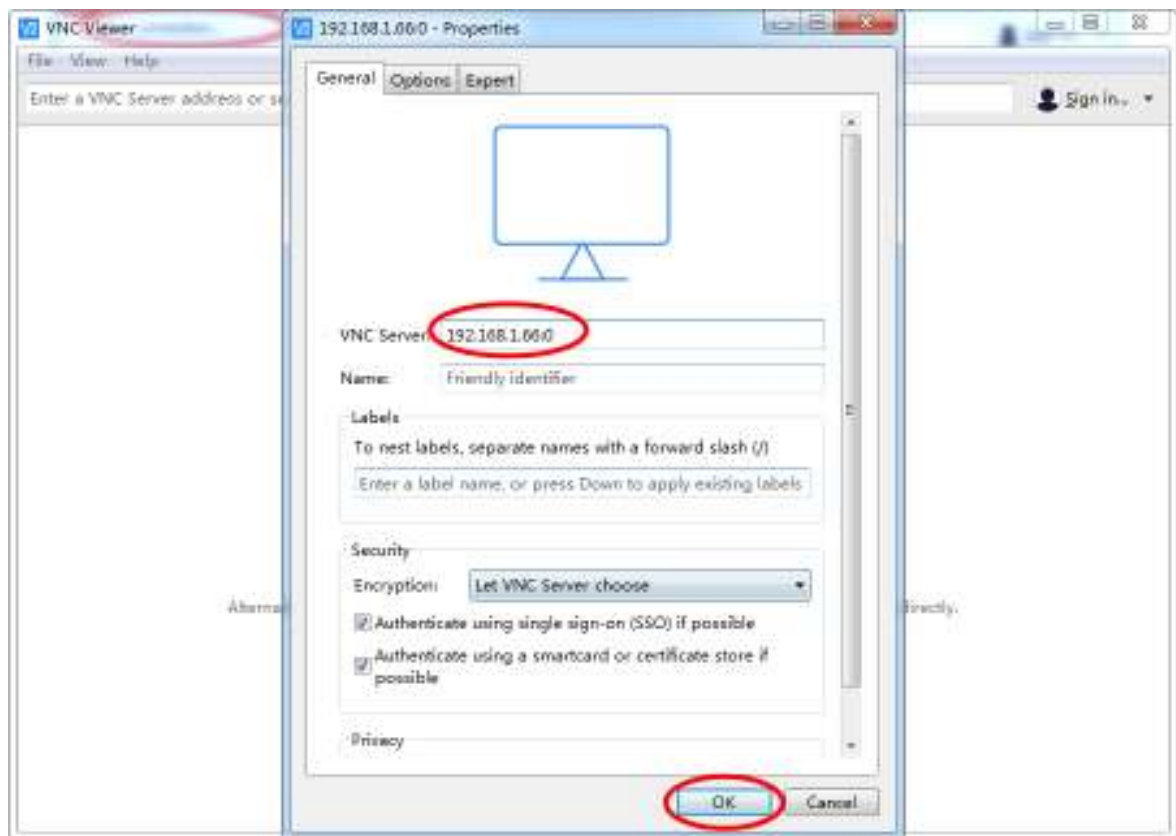 VNC Viewer
192.168.1.66:0 - Properties
File View Help
General Options Expert
Enter a VNC Server address or
Sign in...
VNC Server: 192.168.1.66:0
Name: Friendly identifier
Labels
To nest labels, separate names with a forward slash (/)
Enter a label name, or press Down to apply existing labels
Security
Encryption: Let VNC Server choose
directly.
Authenticate using single sign-on (SSO) if possible
Authenticate using a smartcard or certificate store if
possible
Privacy
OK Cancel